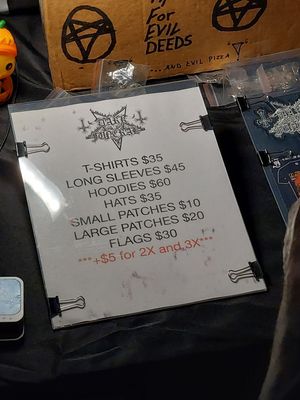 For
EVIL
DEEDS
...AND EVIL PIZZA
DARK
FUNERAL
T-SHIRTS $35
LONG SLEEVES $45
HOODIES $60
HATS $35
SMALL PATCHES $10
LARGE PATCHES $20
FLAGS $30
***+$5 for 2X and 3X***